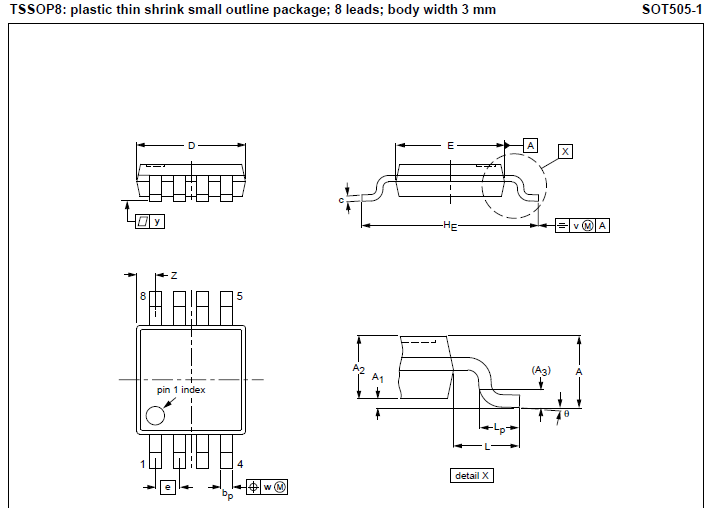 TSSOP8: plastic thin shrink small outline package; 8 leads; body width 3 mm SOT505-1
D
E A
X
c
y
HE
v M A
Z
8 5
A2 A1 (A3) A
pin 1 index
θ
Lp
L
1 4
e bp w M
detail X